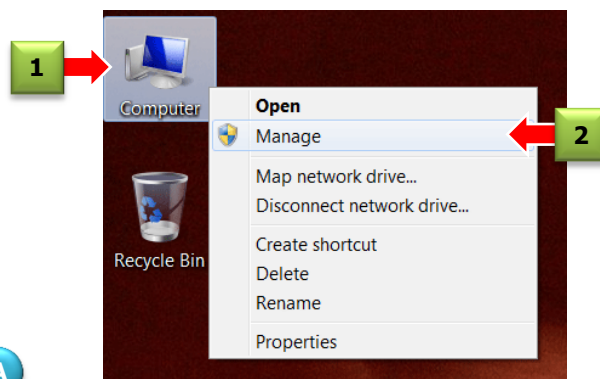 1
Computer
Open
Manage
2
Map network drive...
Disconnect network drive...
Recycle Bin
Create shortcut
Delete
Rename
Properties